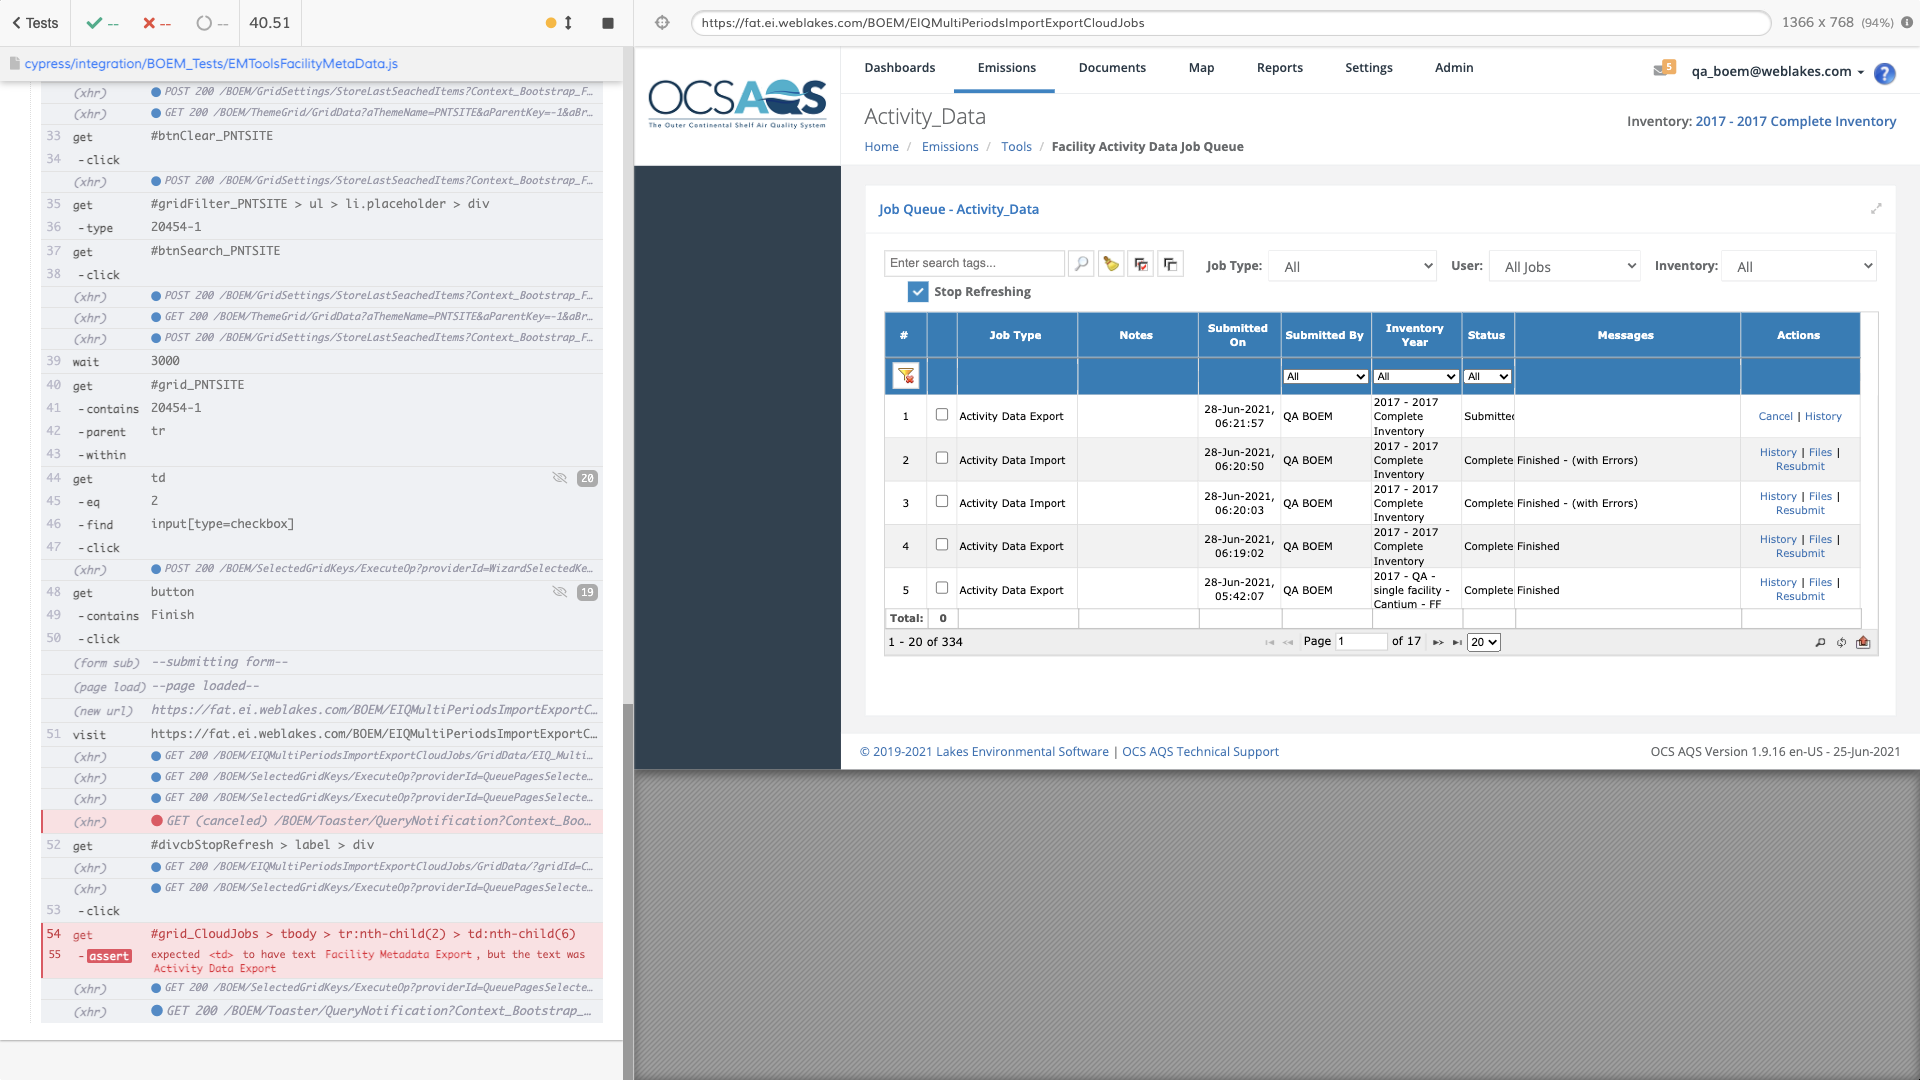 Tests
--
--
--
40.51
cypress/integration/BOEM_Tests/EMToolsFacilityMetaData.js
(xhr) POST 200 /BOEM/GridSettings/StoreLastSeachedItems?Context_Bootstrap_F…
(xhr) GET 200 /BOEM/ThemeGrid/GridData?aThemeName=PNTSITE&aParentKey=-1&aBr…
33 get #btnClear_PNTSITE
34 -click
(xhr) POST 200 /BOEM/GridSettings/StoreLastSeachedItems?Context_Bootstrap_F…
35 get #gridFilter_PNTSITE > ul > li.placeholder > div
36 -type 20454-1
37 get #btnSearch_PNTSITE
38 -click
(xhr) POST 200 /BOEM/GridSettings/StoreLastSeachedItems?Context_Bootstrap_F…
(xhr) GET 200 /BOEM/ThemeGrid/GridData?aThemeName=PNTSITE&aParentKey=-1&aBr…
(xhr) POST 200 /BOEM/GridSettings/StoreLastSeachedItems?Context_Bootstrap_F…
39 wait 3000
40 get #grid_PNTSITE
41 -contains 20454-1
42 -parent tr
43 -within
44 get td 20
45 -eq 2
46 -find input[type=checkbox]
47 -click
(xhr) POST 200 /BOEM/SelectedGridKeys/ExecuteOp?providerId=WizardSelectedKe…
48 get button 19
49 -contains Finish
50 -click
(form sub) --submitting form--
(page load) --page loaded--
(new url) https://fat.ei.weblakes.com/BOEM/EIQMultiPeriodsImportExportC…
51 visit https://fat.ei.weblakes.com/BOEM/EIQMultiPeriodsImportExportC…
(xhr) GET 200 /BOEM/EIQMultiPeriodsImportExportCloudJobs/GridData/EIQ_Multi…
(xhr) GET 200 /BOEM/SelectedGridKeys/ExecuteOp?providerId=QueuePagesSelecte…
(xhr) GET 200 /BOEM/SelectedGridKeys/ExecuteOp?providerId=QueuePagesSelecte…
(xhr) GET (canceled) /BOEM/Toaster/QueryNotification?Context_Boo…
52 get #divcbStopRefresh > label > div
(xhr) GET 200 /BOEM/EIQMultiPeriodsImportExportCloudJobs/GridData/?gridId=C…
(xhr) GET 200 /BOEM/SelectedGridKeys/ExecuteOp?providerId=QueuePagesSelecte…
53 -click
54 get #grid_CloudJobs > tbody > tr:nth-child(2) > td:nth-child(6)
55 -assert expected <td> to have text Facility Metadata Export, but the text was
Activity Data Export
(xhr) GET 200 /BOEM/SelectedGridKeys/ExecuteOp?providerId=QueuePagesSelecte…
(xhr) GET 200 /BOEM/Toaster/QueryNotification?Context_Bootstrap_…
https://fat.ei.weblakes.com/BOEM/EIQMultiPeriodsImportExportCloudJobs
1366 x 768 (94%)
OCSAQS
The Outer Continental Shelf Air Quality System
Dashboards Emissions Documents Map Reports Settings Admin
5 qa_boem@weblakes.com ?
Activity_Data
Inventory: 2017 - 2017 Complete Inventory
Home / Emissions / Tools / Facility Activity Data Job Queue
Job Queue - Activity_Data
Enter search tags...
Job Type: All User: All Jobs Inventory: All
Stop Refreshing
# Job Type Notes Submitted On Submitted By Inventory Year Status Messages Actions
All All All
1 Activity Data Export 28-Jun-2021, 06:21:57 QA BOEM 2017 - 2017 Complete Inventory Submitted Cancel | History
2 Activity Data Import 28-Jun-2021, 06:20:50 QA BOEM 2017 - 2017 Complete Inventory Complete Finished - (with Errors) History | Files | Resubmit
3 Activity Data Import 28-Jun-2021, 06:20:03 QA BOEM 2017 - 2017 Complete Inventory Complete Finished - (with Errors) History | Files | Resubmit
4 Activity Data Export 28-Jun-2021, 06:19:02 QA BOEM 2017 - 2017 Complete Inventory Complete Finished History | Files | Resubmit
5 Activity Data Export 28-Jun-2021, 05:42:07 QA BOEM 2017 - QA - single facility - Cantium - FF Complete Finished History | Files | Resubmit
Total: 0
1 - 20 of 334 Page 1 of 17 20
© 2019-2021 Lakes Environmental Software | OCS AQS Technical Support
OCS AQS Version 1.9.16 en-US - 25-Jun-2021